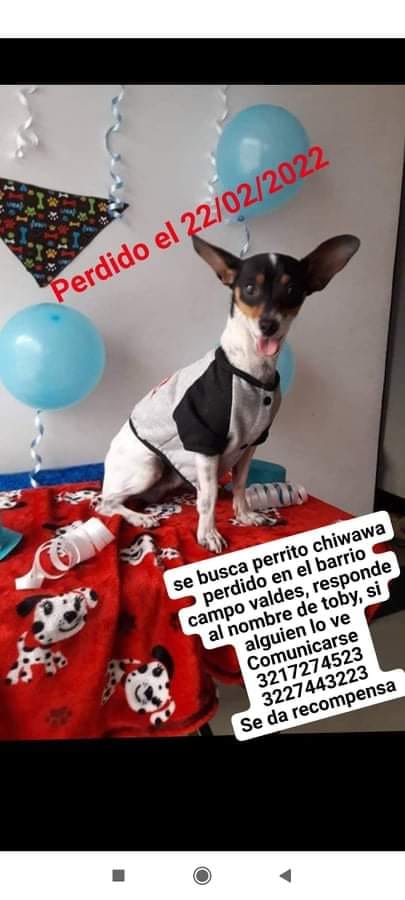 Perdido el 22/02/2022
se busca perrito chiwawa
perdido en el barrio
campo valdes, responde
al nombre de toby, si
alguien lo ve
Comunicarse
3217274523
3227443223
Se da recompensa